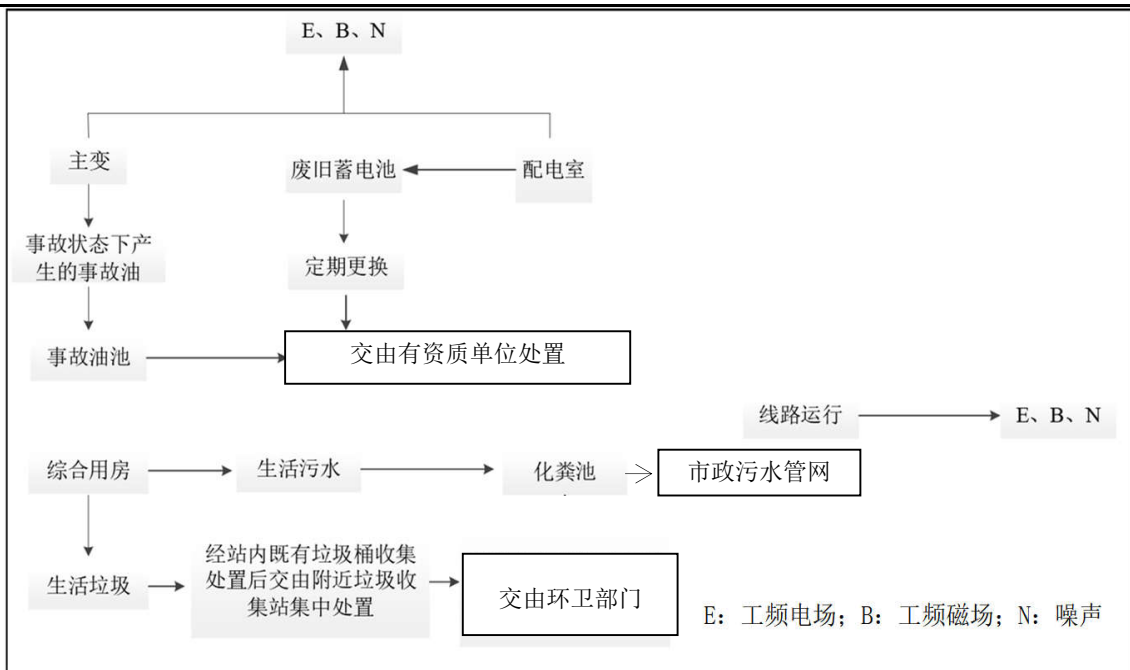 E、B、N
主变
废旧蓄电池
配电室
事故状态下产
生的事故油
定期更换
事故油池
交由有资质单位处置
线路运行
E、B、N
综合用房
生活污水
化粪池
市政污水管网
生活垃圾
经站内既有垃圾桶收集
处置后交由附近垃圾收
集站集中处置
交由环卫部门
E：工频电场；B：工频磁场；N：噪声